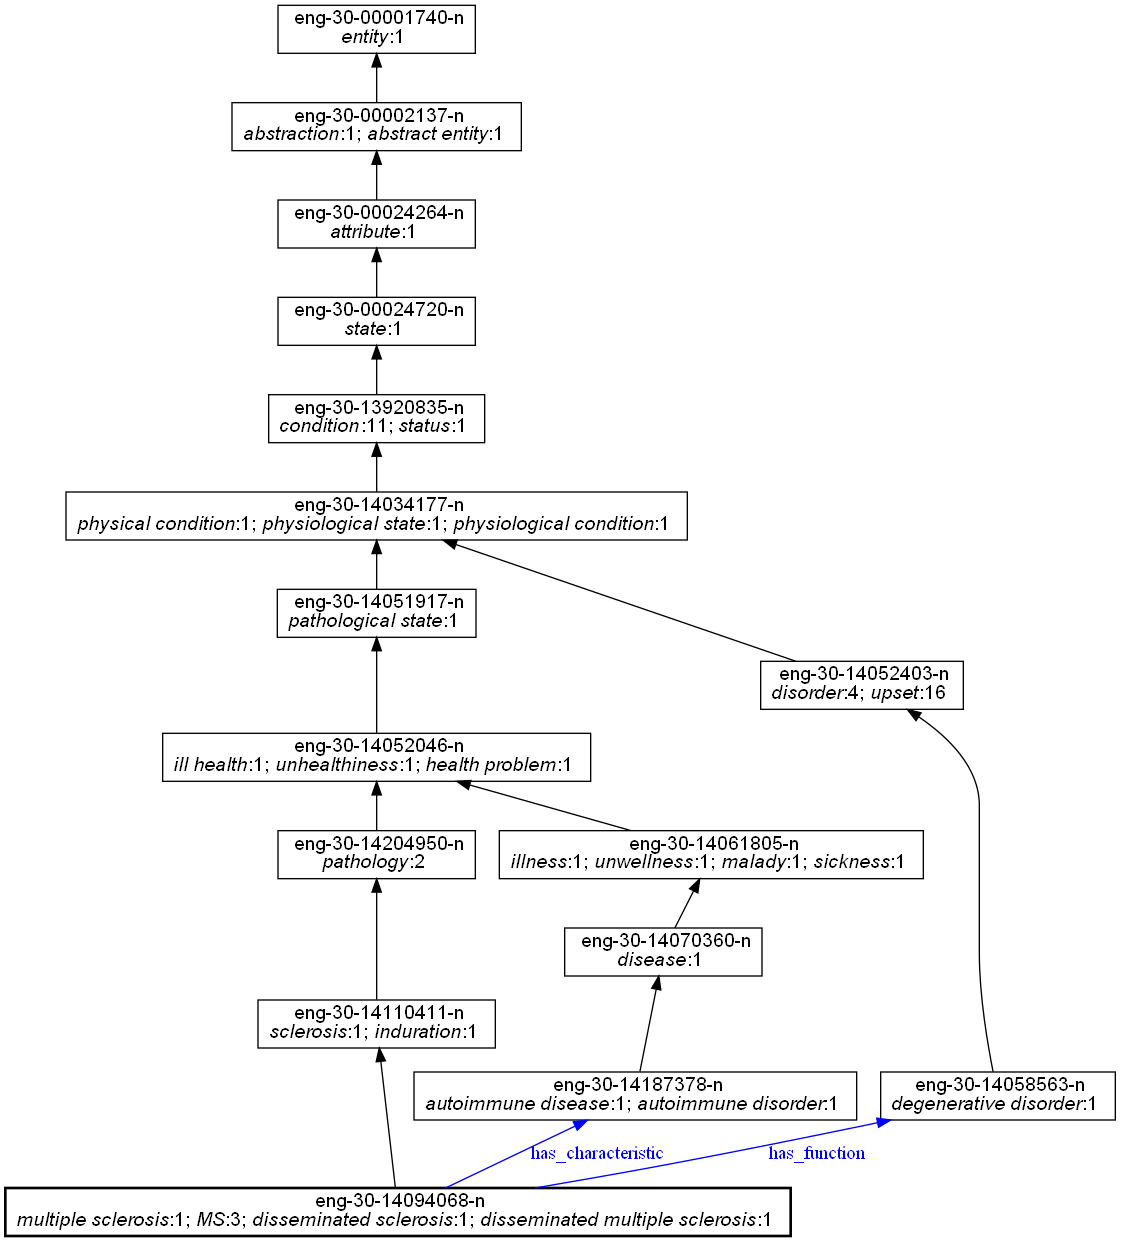 eng-30-00001740-n
entity:1
eng-30-00002137-n
abstraction:1; abstract entity:1
eng-30-00024264-n
attribute:1
eng-30-00024720-n
state:1
eng-30-13920835-n
condition:11; status:1
eng-30-14034177-n
physical condition:1; physiological state:1; physiological condition:1
eng-30-14051917-n
pathological state:1
eng-30-14052403-n
disorder:4; upset:16
eng-30-14052046-n
ill health:1; unhealthiness:1; health problem:1
eng-30-14204950-n
pathology:2
eng-30-14061805-n
illness:1; unwellness:1; malady:1; sickness:1
eng-30-14070360-n
disease:1
eng-30-14110411-n
sclerosis:1; induration:1
eng-30-14187378-n
autoimmune disease:1; autoimmune disorder:1
eng-30-14058563-n
degenerative disorder:1
has_characteristic
has_function
eng-30-14094068-n
multiple sclerosis:1; MS:3; disseminated sclerosis:1; disseminated multiple sclerosis:1